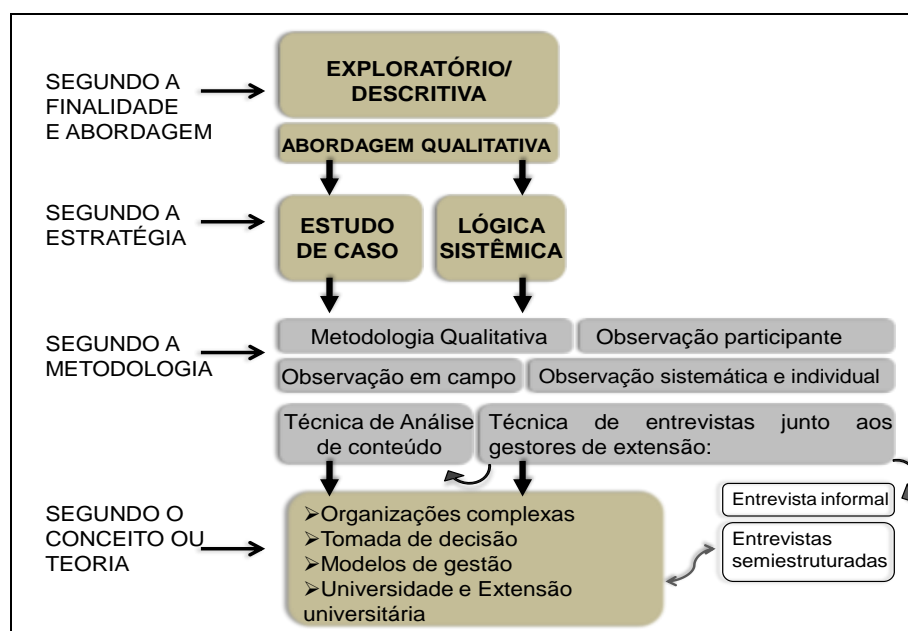 SEGUNDO A
FINALIDADE
E ABORDAGEM
EXPLORATÓRIO/
DESCRITIVA
ABORDAGEM QUALITATIVA
SEGUNDO A
ESTRATÉGIA
ESTUDO
DE CASO
LÓGICA
SISTÊMICA
SEGUNDO A
METODOLOGIA
Metodologia Qualitativa
Observação participante
Observação em campo
Observação sistemática e individual
Técnica de Análise
de conteúdo
Técnica de entrevistas junto aos
gestores de extensão:
Entrevista informal
Entrevistas
semiestruturadas
SEGUNDO O
CONCEITO OU
TEORIA
➢Organizações complexas
➢Tomada de decisão
➢Modelos de gestão
➢Universidade e Extensão
universitária